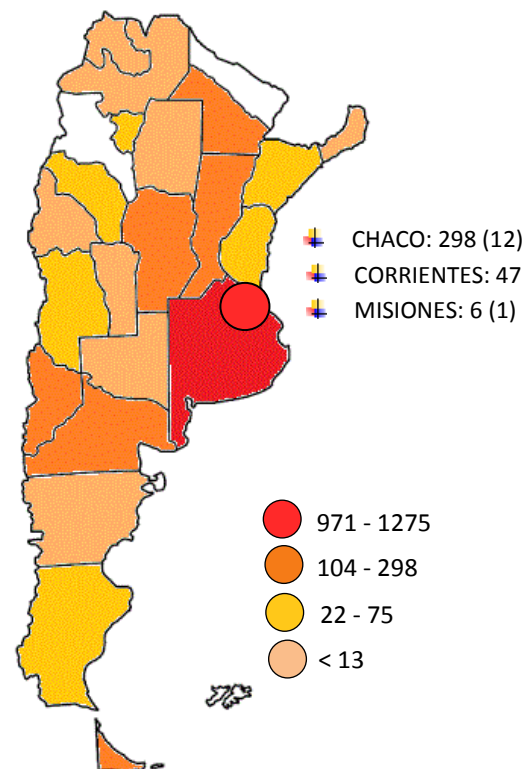 CHACO: 298 (12)
CORRIENTES: 47
MISIONES: 6 (1)
971 - 1275
104 - 298
22 - 75
< 13